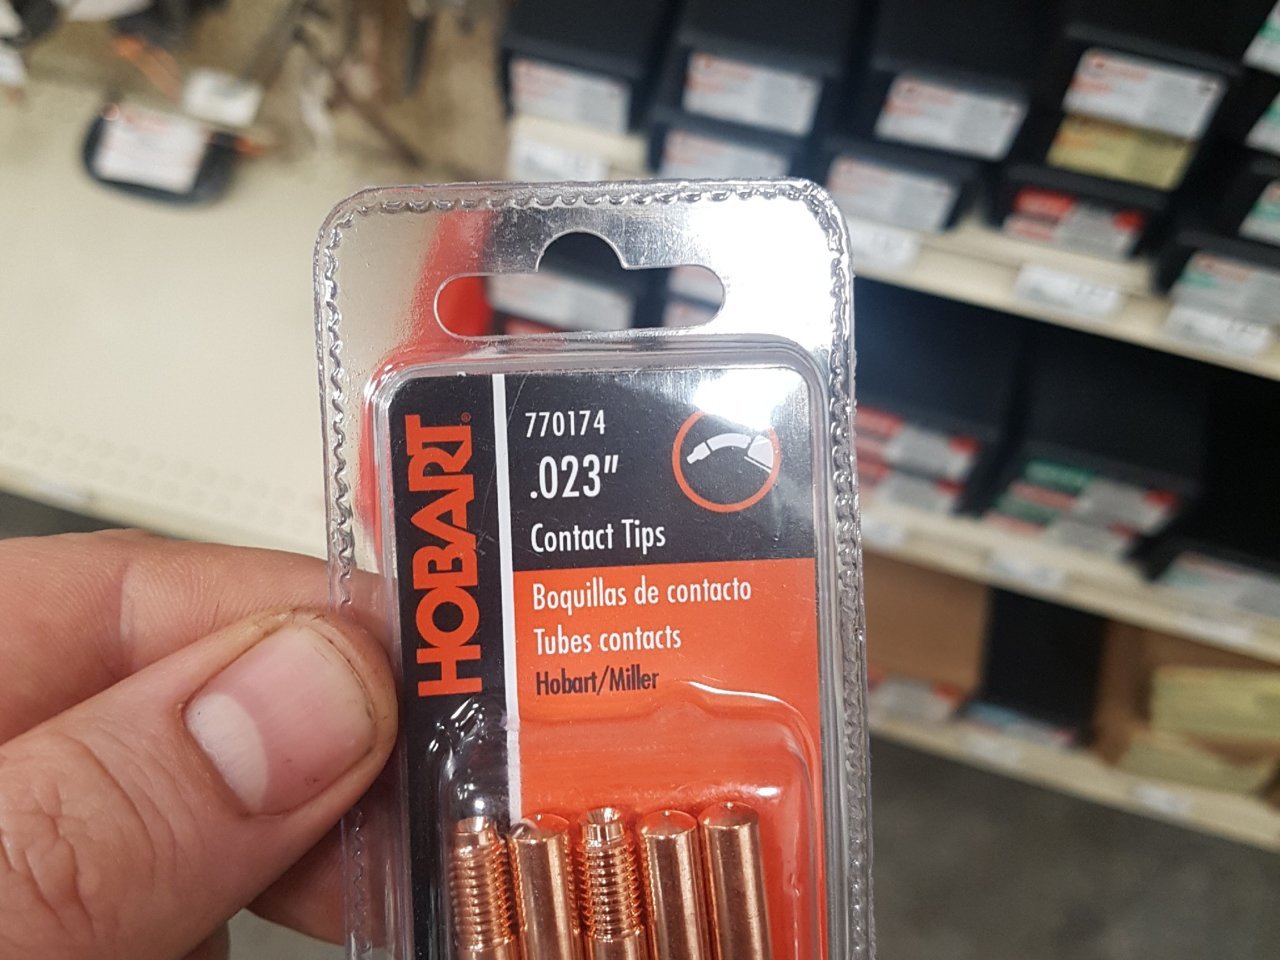 HOBART®
770174
.023"
Contact Tips
Boquillas de contacto
Tubes contacts
Hobart/Miller